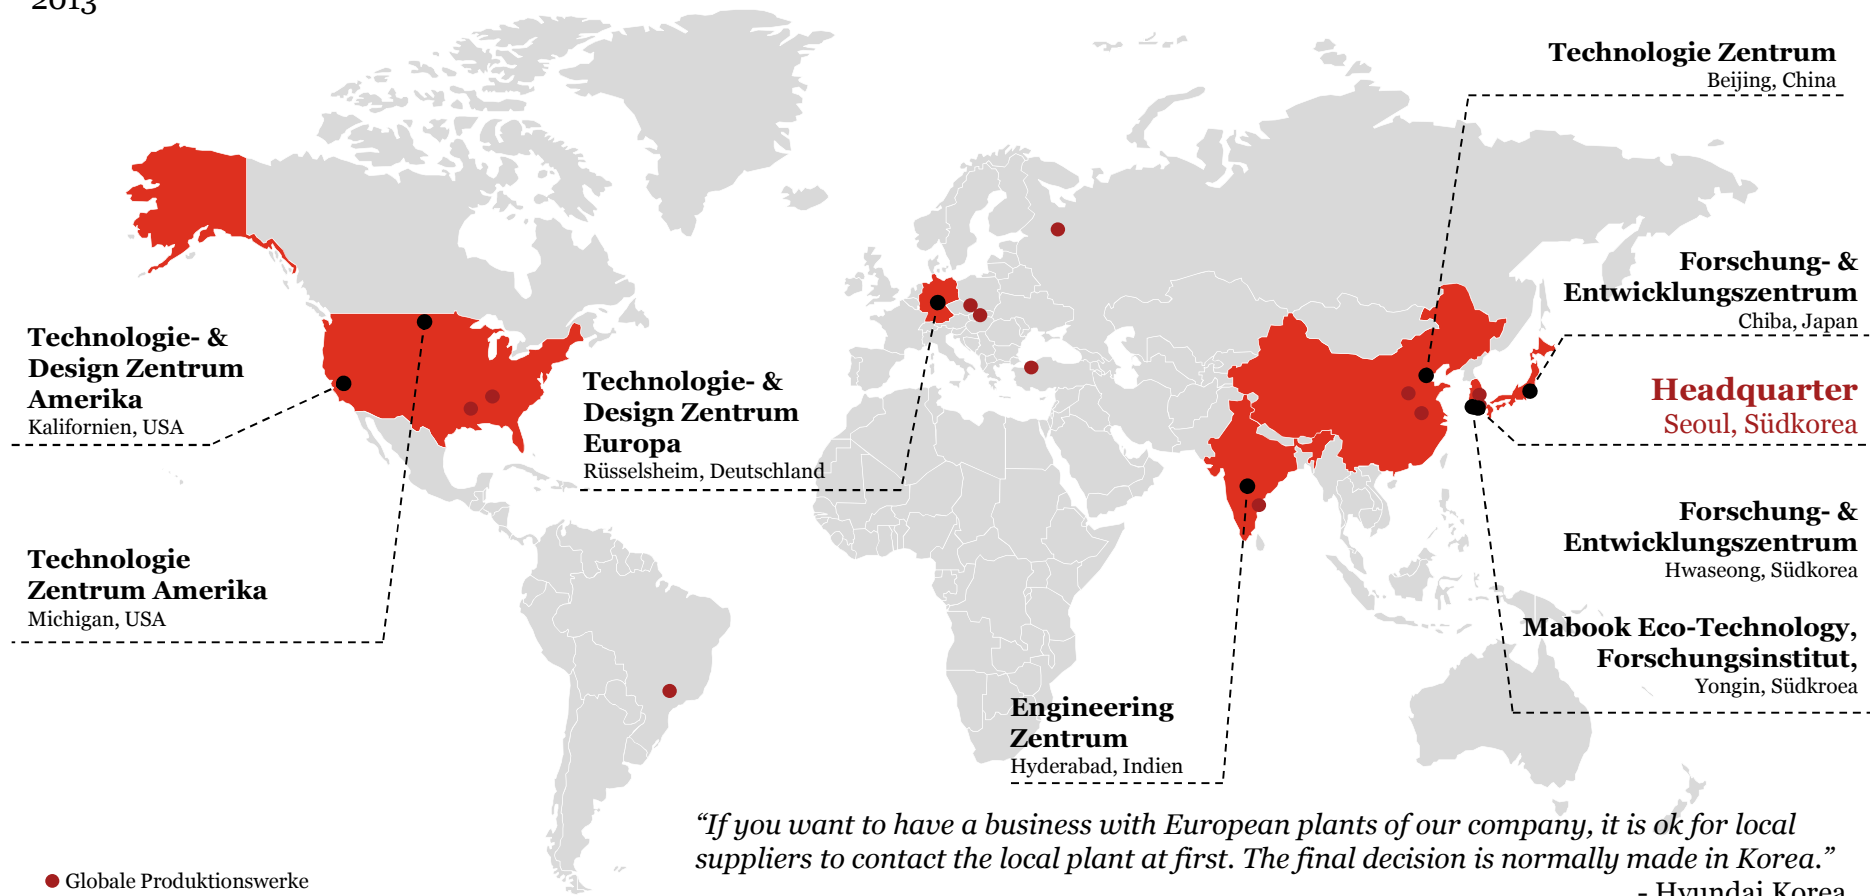 2013
Technologie Zentrum
Beijing, China
Forschung- &
Entwicklungszentrum
Chiba, Japan
Technologie- &
Design Zentrum
Amerika
Kalifornien, USA
Technologie- &
Design Zentrum
Europa
Rüsselsheim, Deutschland
Headquarter
Seoul, Südkorea
Forschung- &
Entwicklungszentrum
Hwaseong, Südkorea
Technologie
Zentrum Amerika
Michigan, USA
Mabook Eco-Technology,
Forschungsinstitut,
Yongin, Südkroea
Engineering
Zentrum
Hyderabad, Indien
“If you want to have a business with European plants of our company, it is ok for local
suppliers to contact the local plant at first. The final decision is normally made in Korea.”
- Hyundai Korea
Globale Produktionswerke